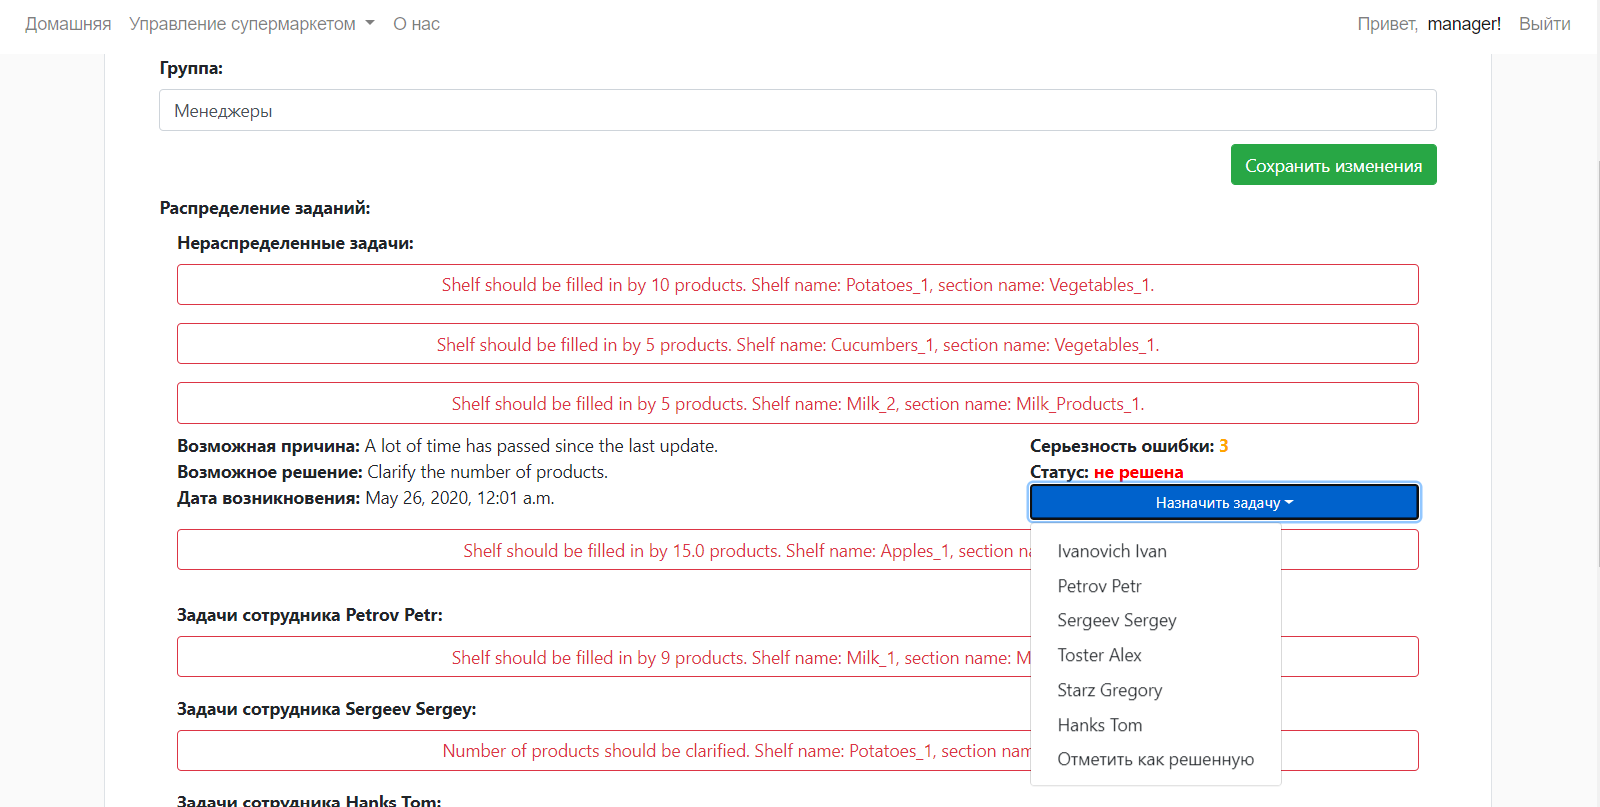 Домашняя Управление супермаркетом О нас Привет, manager! Выйти
Группа:
Менеджеры
Сохранить изменения
Распределение заданий:
Нераспределенные задачи:
Shelf should be filled in by 10 products. Shelf name: Potatoes_1, section name: Vegetables_1.
Shelf should be filled in by 5 products. Shelf name: Cucumbers_1, section name: Vegetables_1.
Shelf should be filled in by 5 products. Shelf name: Milk_2, section name: Milk_Products_1.
Возможная причина: A lot of time has passed since the last update.
Возможное решение: Clarify the number of products.
Дата возникновения: May 26, 2020, 12:01 a.m.
Серьезность ошибки: 3
Статус: не решена
Назначить задачу
Ivanovich Ivan
Petrov Petr
Sergeev Sergey
Toster Alex
Starz Gregory
Hanks Tom
Отметить как решенную
Shelf should be filled in by 15.0 products. Shelf name: Apples_1, section
Задачи сотрудника Petrov Petr:
Shelf should be filled in by 9 products. Shelf name: Milk_1, section name:
Задачи сотрудника Sergeev Sergey:
Number of products should be clarified. Shelf name: Potatoes_1, section
Задачи сотрудника Hanks Tom: